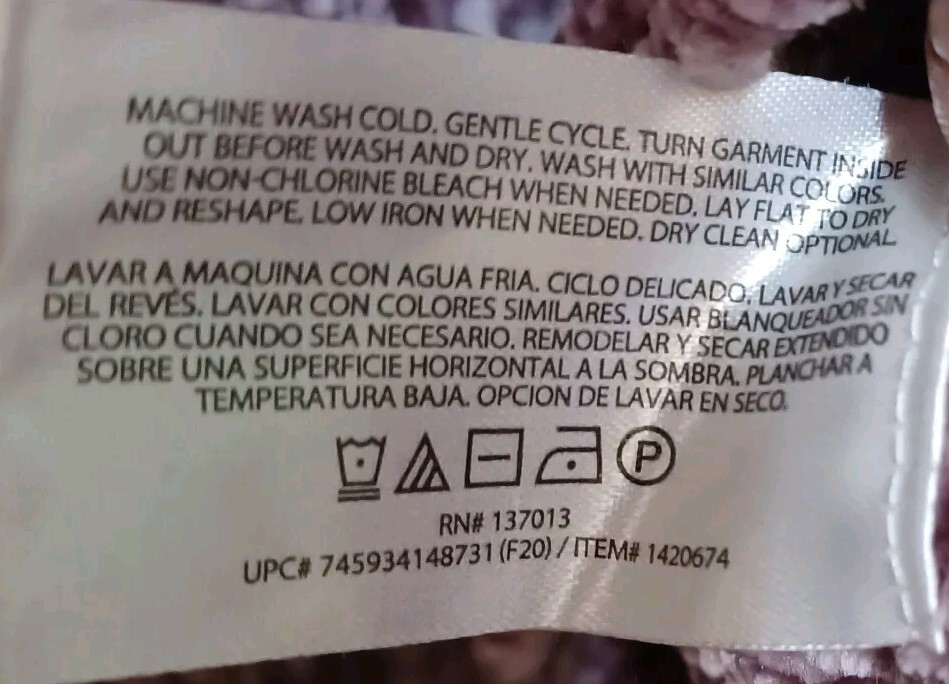 MACHINE WASH COLD. GENTLE CYCLE. TURN GARMENT INSIDE
OUT BEFORE WASH AND DRY. WASH WITH SIMILAR COLORS.
USE NON-CHLORINE BLEACH WHEN NEEDED. LAY FLAT TO DRY
AND RESHAPE. LOW IRON WHEN NEEDED. DRY CLEAN OPTIONAL.
LAVAR A MAQUINA CON AGUA FRIA. CICLO DELICADO. LAVAR Y SECAR
DEL REVÉS. LAVAR CON COLORES SIMILARES. USAR BLANQUEADOR SIN
CLORO CUANDO SEA NECESARIO. REMODELAR Y SECAR EXTENDIDO
SOBRE UNA SUPERFICIE HORIZONTAL A LA SOMBRA. PLANCHAR A
TEMPERATURA BAJA. OPCION DE LAVAR EN SECO.
P
RN# 137013
UPC# 745934148731 (F20) / ITEM# 1420674